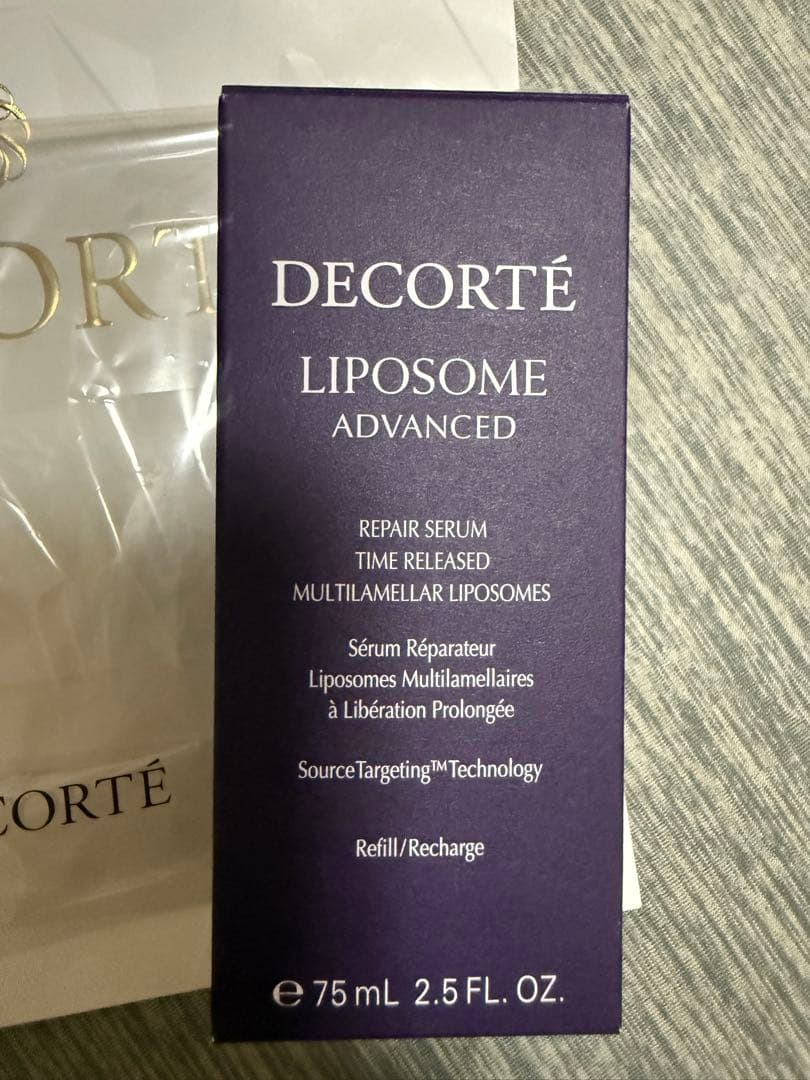 DECORTÉ
LIPOSOME
ADVANCED
REPAIR SERUM
TIME RELEASED
MULTILAMELLAR LIPOSOMES
Sérum Réparateur
Liposomes Multilamellaires
à Libération Prolongée
SourceTargeting™Technology
Refill/Recharge
℮ 75 mL 2.5 FL. OZ.
ORT
CORTÉ